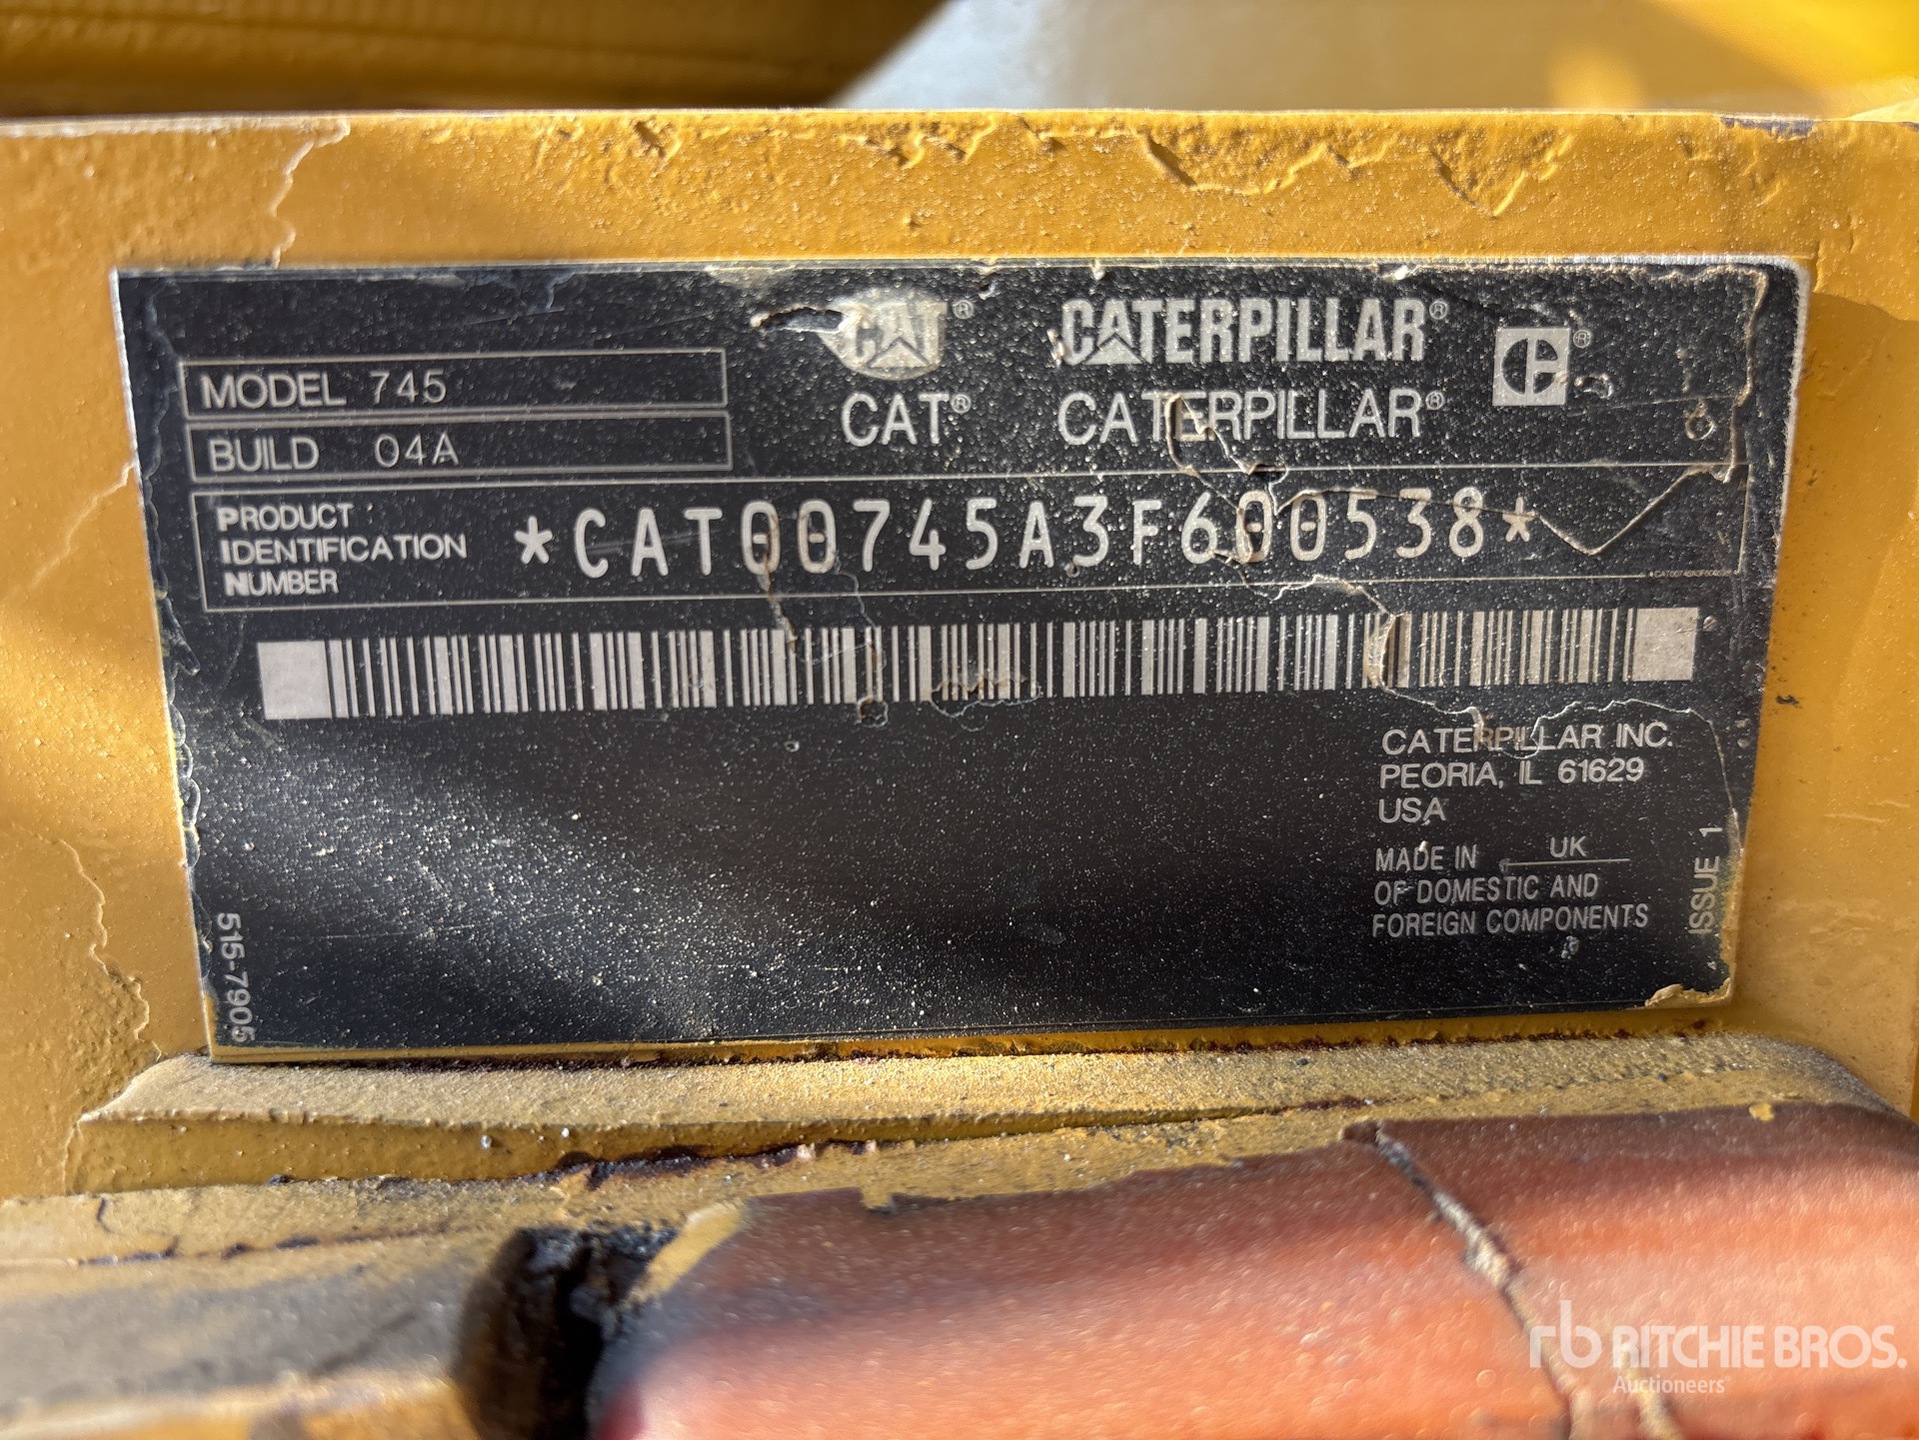 MODEL 745
BUILD 04A
CAT®
CAT®
CATERPILLAR®
CATERPILLAR®
PRODUCT
IDENTIFICATION
NUMBER
*CAT00745A3F600538*
CATERPILLAR INC.
PEORIA, IL 61629
USA
MADE IN UK
OF DOMESTIC AND
FOREIGN COMPONENTS
ISSUE 1
515-7905
rb RITCHIE BROS.
Auctioneers